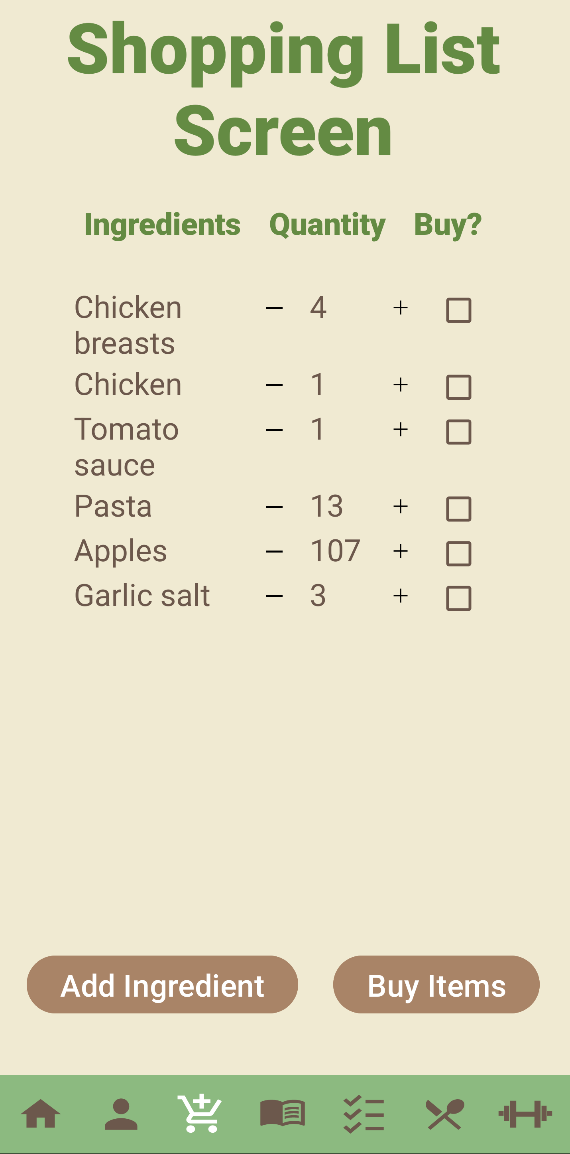 Shopping List
Screen
Ingredients Quantity Buy?
Chicken
breasts
− 4 +
Chicken − 1 +
Tomato
sauce
− 1 +
Pasta − 13 +
Apples − 107 +
Garlic salt − 3 +
Add Ingredient Buy Items